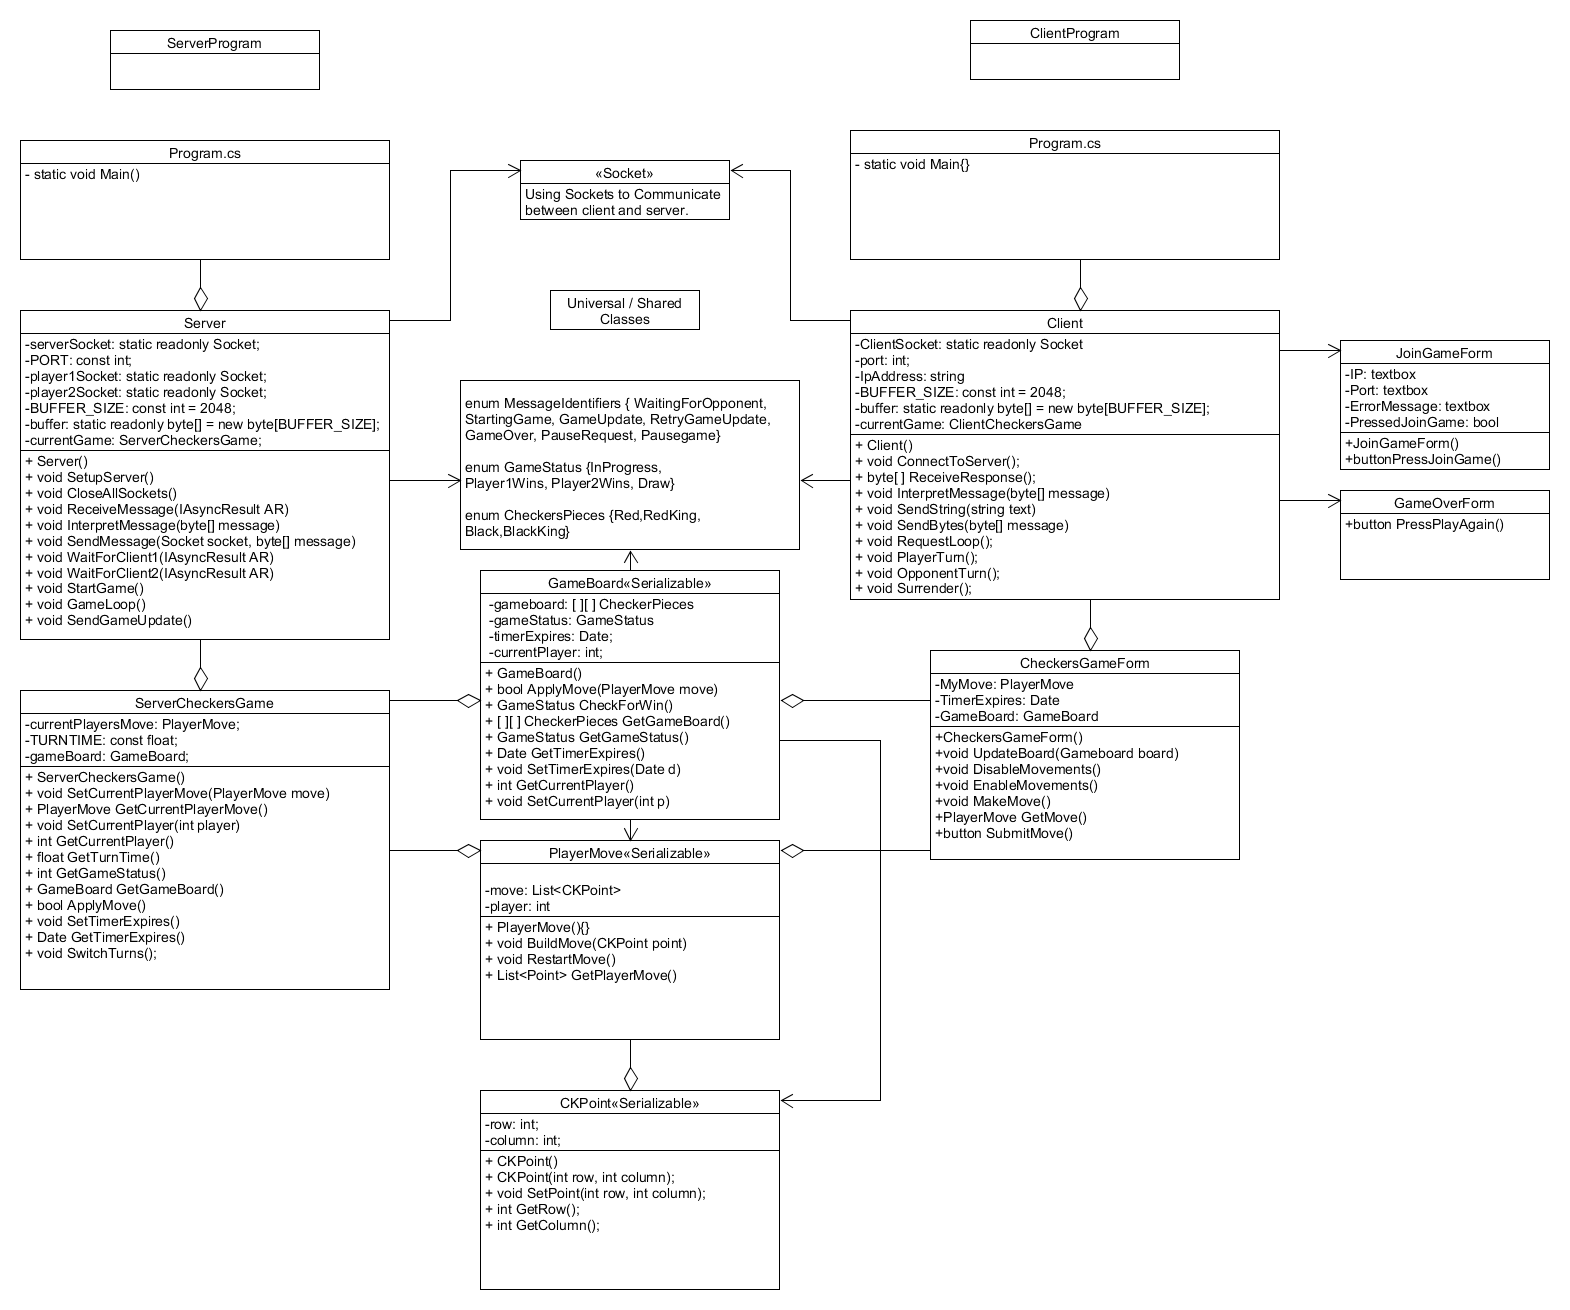 ServerProgram
ClientProgram
Program.cs
- static void Main()
«Socket»
Using Sockets to Communicate
between client and server.
Program.cs
- static void Main{}
Universal / Shared
Classes
Server
-serverSocket: static readonly Socket;
-PORT: const int;
-player1Socket: static readonly Socket;
-player2Socket: static readonly Socket;
-BUFFER_SIZE: const int = 2048;
-buffer: static readonly byte[] = new byte[BUFFER_SIZE];
-currentGame: ServerCheckersGame;
+ Server()
+ void SetupServer()
+ void CloseAllSockets()
+ void ReceiveMessage(IAsyncResult AR)
+ void InterpretMessage(byte[] message)
+ void SendMessage(Socket socket, byte[] message)
+ void WaitForClient1(IAsyncResult AR)
+ void WaitForClient2(IAsyncResult AR)
+ void StartGame()
+ void GameLoop()
+ void SendGameUpdate()
enum MessageIdentifiers { WaitingForOpponent,
StartingGame, GameUpdate, RetryGameUpdate,
GameOver, PauseRequest, Pausegame}
enum GameStatus {InProgress,
Player1Wins, Player2Wins, Draw}
enum CheckersPieces {Red,RedKing,
Black,BlackKing}
Client
-ClientSocket: static readonly Socket
-port: int;
-IpAddress: string
-BUFFER_SIZE: const int = 2048;
-buffer: static readonly byte[] = new byte[BUFFER_SIZE];
-currentGame: ClientCheckersGame
+ Client()
+ void ConnectToServer();
+ byte[ ] ReceiveResponse();
+ void InterpretMessage(byte[] message)
+ void SendString(string text)
+ void SendBytes(byte[] message)
+ void RequestLoop();
+ void PlayerTurn();
+ void OpponentTurn();
+ void Surrender();
JoinGameForm
-IP: textbox
-Port: textbox
-ErrorMessage: textbox
-PressedJoinGame: bool
+JoinGameForm()
+buttonPressJoinGame()
GameOverForm
+button PressPlayAgain()
GameBoard«Serializable»
-gameboard: [ ][ ] CheckerPieces
-gameStatus: GameStatus
-timerExpires: Date;
-currentPlayer: int;
+ GameBoard()
+ bool ApplyMove(PlayerMove move)
+ GameStatus CheckForWin()
+ [ ][ ] CheckerPieces GetGameBoard()
+ GameStatus GetGameStatus()
+ Date GetTimerExpires()
+ void SetTimerExpires(Date d)
+ int GetCurrentPlayer()
+ void SetCurrentPlayer(int p)
ServerCheckersGame
-currentPlayersMove: PlayerMove;
-TURNTIME: const float;
-gameBoard: GameBoard;
+ ServerCheckersGame()
+ void SetCurrentPlayerMove(PlayerMove move)
+ PlayerMove GetCurrentPlayerMove()
+ void SetCurrentPlayer(int player)
+ int GetCurrentPlayer()
+ float GetTurnTime()
+ int GetGameStatus()
+ GameBoard GetGameBoard()
+ bool ApplyMove()
+ void SetTimerExpires()
+ Date GetTimerExpires()
+ void SwitchTurns();
CheckersGameForm
-MyMove: PlayerMove
-TimerExpires: Date
-GameBoard: GameBoard
+CheckersGameForm()
+void UpdateBoard(Gameboard board)
+void DisableMovements()
+void EnableMovements()
+void MakeMove()
+PlayerMove GetMove()
+button SubmitMove()
PlayerMove«Serializable»
-move: List<CKPoint>
-player: int
+ PlayerMove(){}
+ void BuildMove(CKPoint point)
+ void RestartMove()
+ List<Point> GetPlayerMove()
CKPoint«Serializable»
-row: int;
-column: int;
+ CKPoint()
+ CKPoint(int row, int column);
+ void SetPoint(int row, int column);
+ int GetRow();
+ int GetColumn();